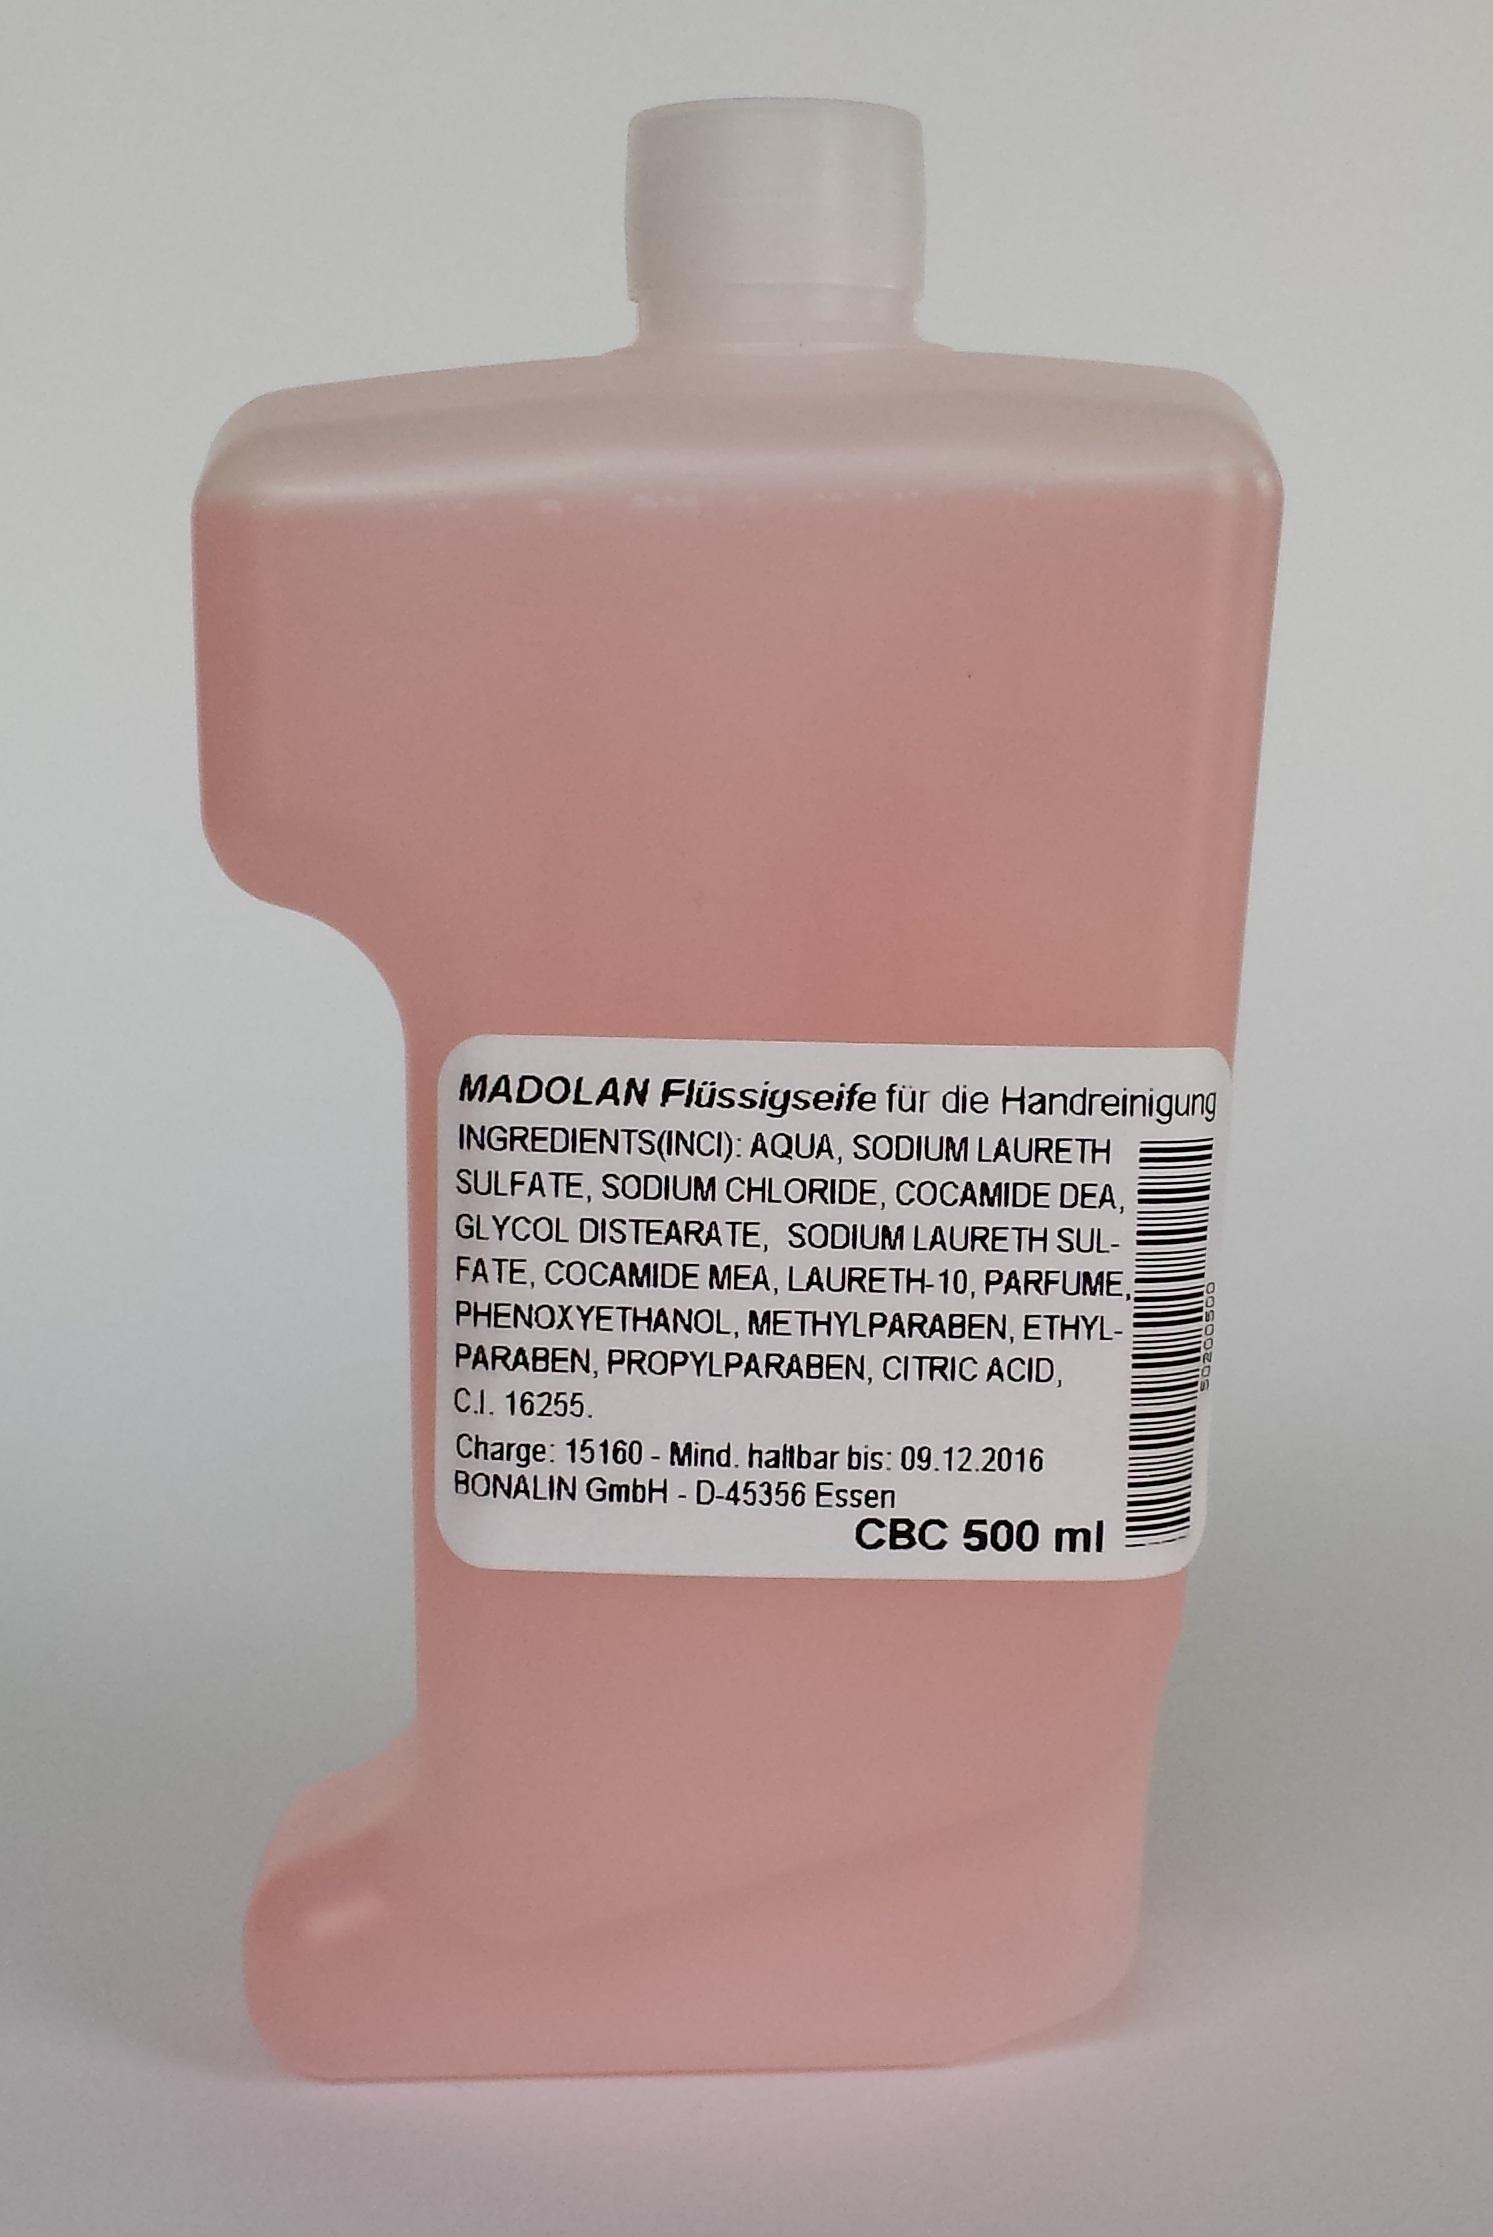 MADOLAN Flüssigseife für die Handreinigung
INGREDIENTS(INCI): AQUA, SODIUM LAURETH
SULFATE, SODIUM CHLORIDE, COCAMIDE DEA,
GLYCOL DISTEARATE, SODIUM LAURETH SUL-
FATE, COCAMIDE MEA, LAURETH-10, PARFUME,
PHENOXYETHANOL, METHYLPARABEN, ETHYL-
PARABEN, PROPYLPARABEN, CITRIC ACID,
C.I. 16255.
Charge: 15160 - Mind. haltbar bis: 09.12.2016
BONALIN GmbH - D-45356 Essen
CBC 500 ml
50200500